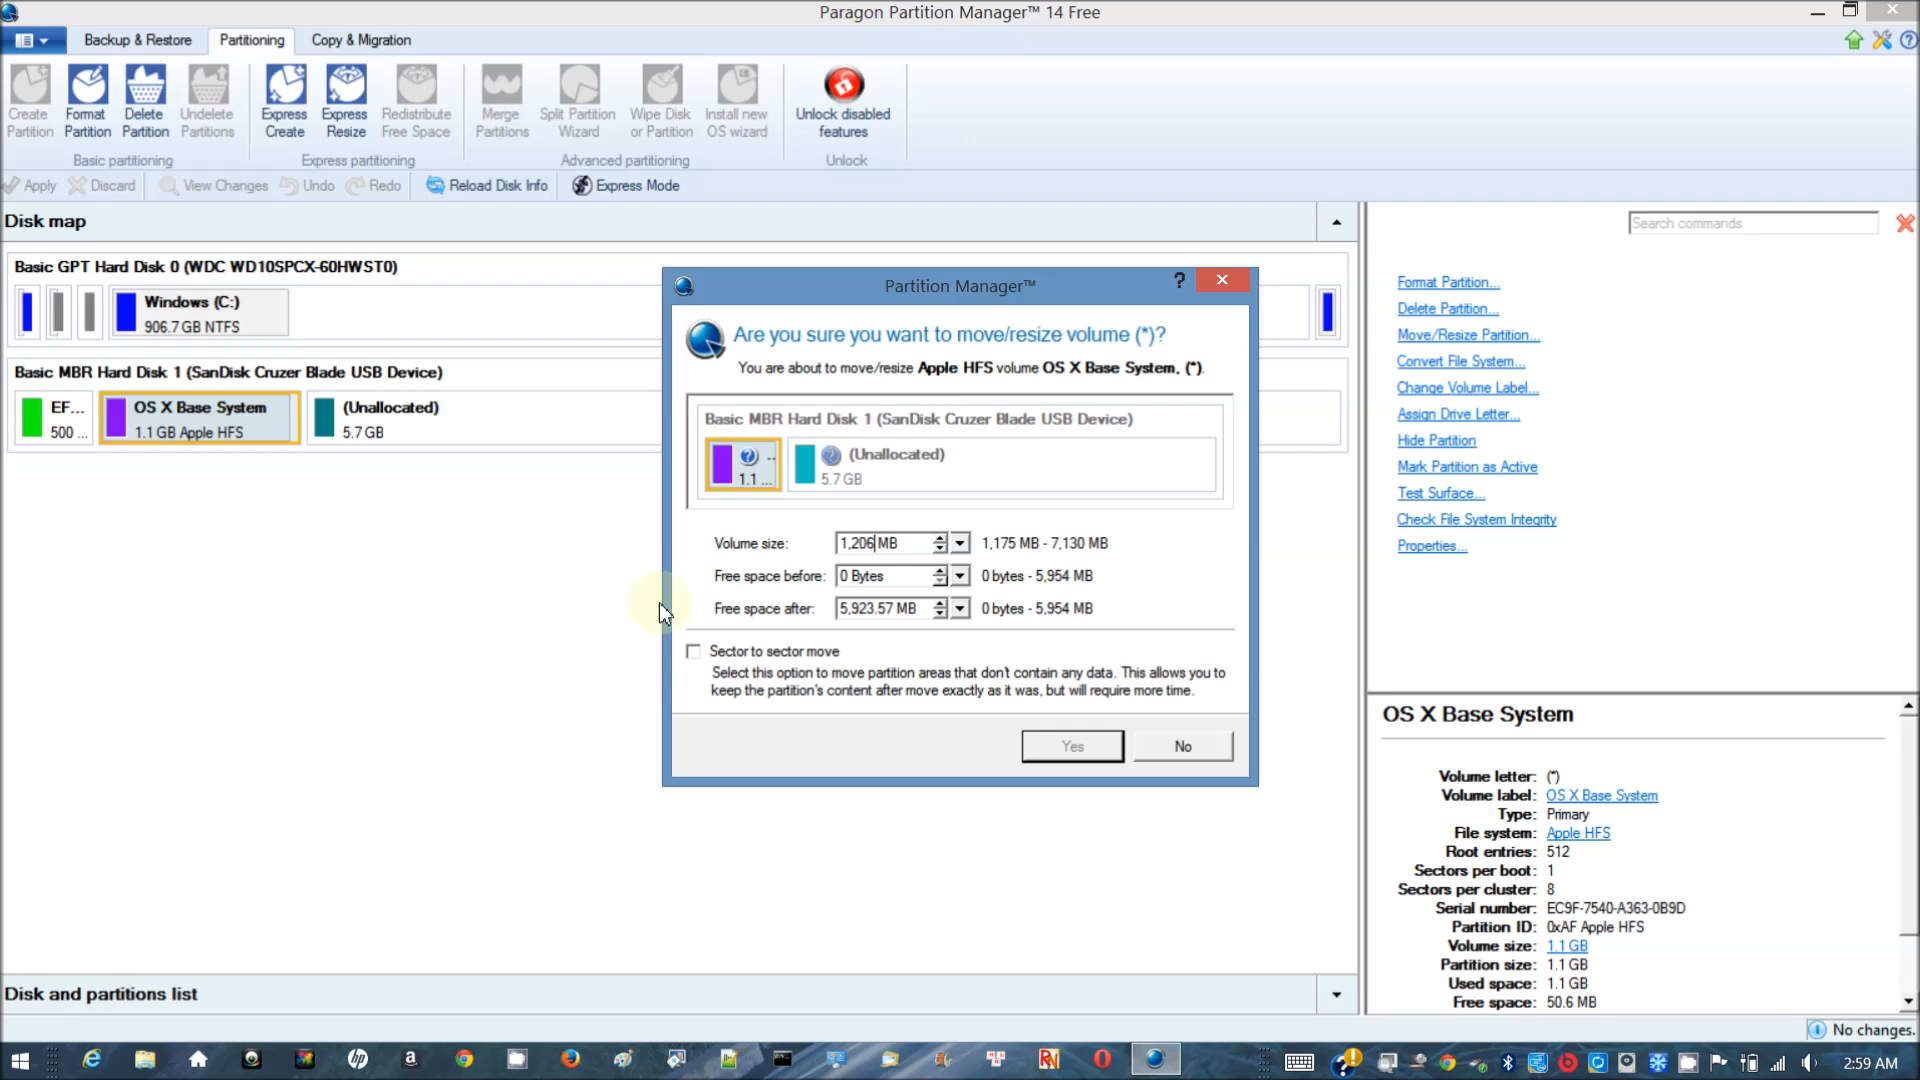 Paragon Partition Manager™ 14 Free
Backup & Restore
Partitioning
Copy & Migration
Create
Partition
Format
Partition
Delete
Partition
Undelete
Partitions
Express
Create
Express
Resize
Redistribute
Free Space
Merge
Partitions
Split Partition
Wizard
Wipe Disk
or Partition
Install new
OS wizard
Unlock disabled
features
Basic partitioning
Express partitioning
Advanced partitioning
Unlock
Apply
Discard
View Changes
Undo
Redo
Reload Disk Info
Express Mode
Disk map
Search commands
Basic GPT Hard Disk 0 (WDC WD10SPCX-60HWST0)
Windows (C:)
906.7 GB NTFS
Basic MBR Hard Disk 1 (SanDisk Cruzer Blade USB Device)
EF...
500 ...
OS X Base System
1.1 GB Apple HFS
(Unallocated)
5.7 GB
Partition Manager™
?
Are you sure you want to move/resize volume (*)?
You are about to move/resize Apple HFS volume OS X Base System, (*).
Basic MBR Hard Disk 1 (SanDisk Cruzer Blade USB Device)
1.1 ...
(Unallocated)
5.7 GB
Volume size: 1,206 MB 1,175 MB - 7,130 MB
Free space before: 0 Bytes 0 bytes - 5,954 MB
Free space after: 5,923.57 MB 0 bytes - 5,954 MB
Sector to sector move
Select this option to move partition areas that don't contain any data. This allows you to
keep the partition's content after move exactly as it was, but will require more time.
Yes
No
Format Partition...
Delete Partition...
Move/Resize Partition...
Convert File System...
Change Volume Label...
Assign Drive Letter...
Hide Partition
Mark Partition as Active
Test Surface...
Check File System Integrity
Properties...
OS X Base System
Volume letter: (*)
Volume label: OS X Base System
Type: Primary
File system: Apple HFS
Root entries: 512
Sectors per boot: 1
Sectors per cluster: 8
Serial number: EC9F-7540-A363-0B9D
Partition ID: 0xAF Apple HFS
Volume size: 1.1 GB
Partition size: 1.1 GB
Used space: 1.1 GB
Free space: 50.6 MB
Disk and partitions list
No changes.
2:59 AM